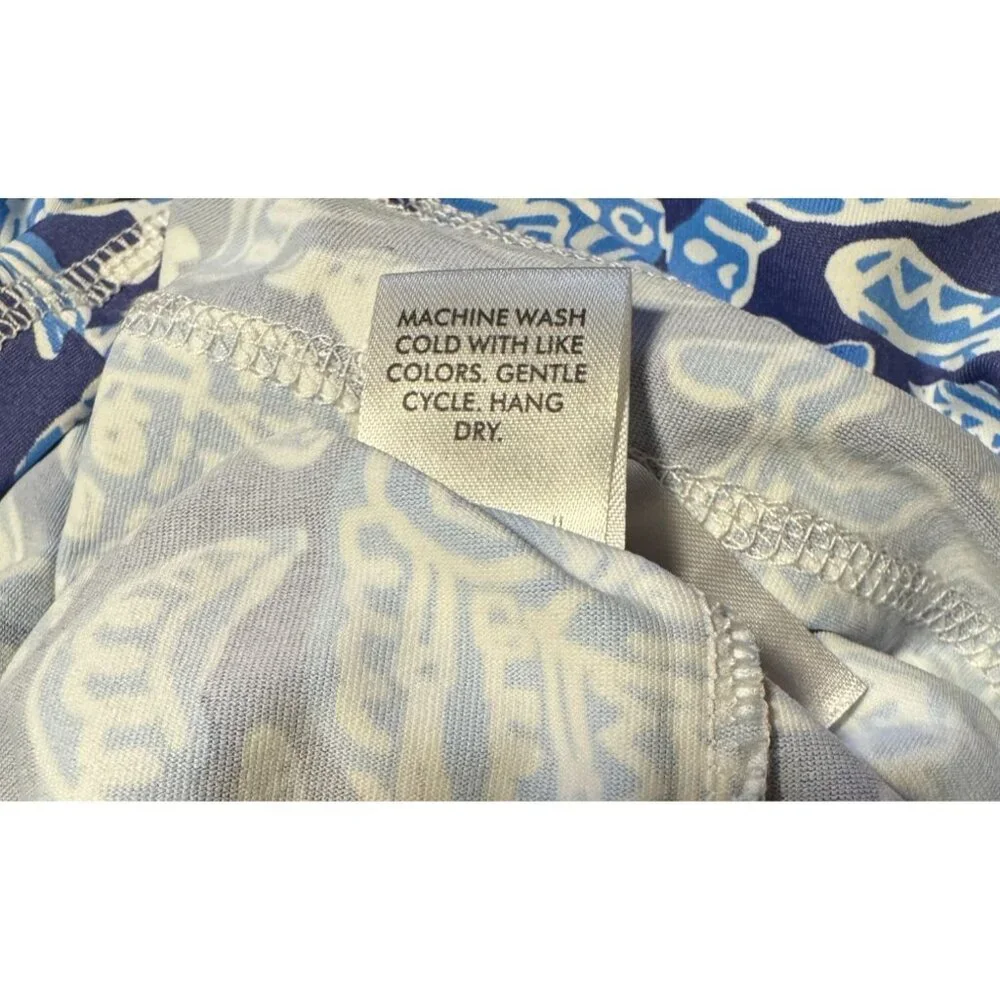 MACHINE WASH
COLD WITH LIKE
COLORS. GENTLE
CYCLE. HANG
DRY.